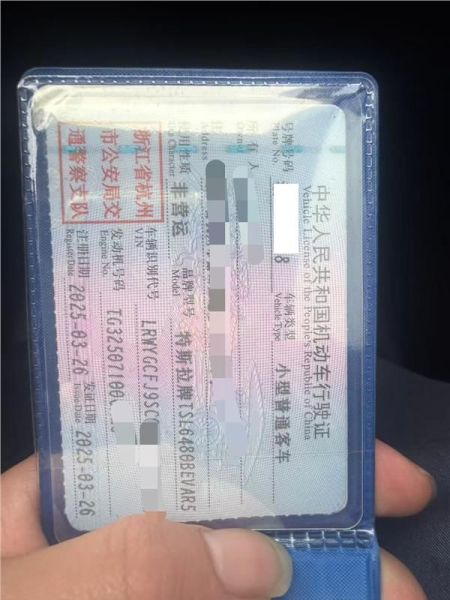 中华人民共和国机动车行驶证
Vehicle License of the People's Republic of China
号牌号码
Plate No.
8
车辆类型
Vehicle Type
小型普通客车
所有人
Address
使用性质
Use Character
非营运
品牌型号
Model
特斯拉牌TSL6480BEVAR5
浙江省杭州
市公安局交
通警察支队
车辆识别代号
VIN
LRWYGCFJ9SC
发动机号码
Engine No.
TG32507100
注册日期
Register Date
2025-03-26
发证日期
Issue Date
2025-03-26